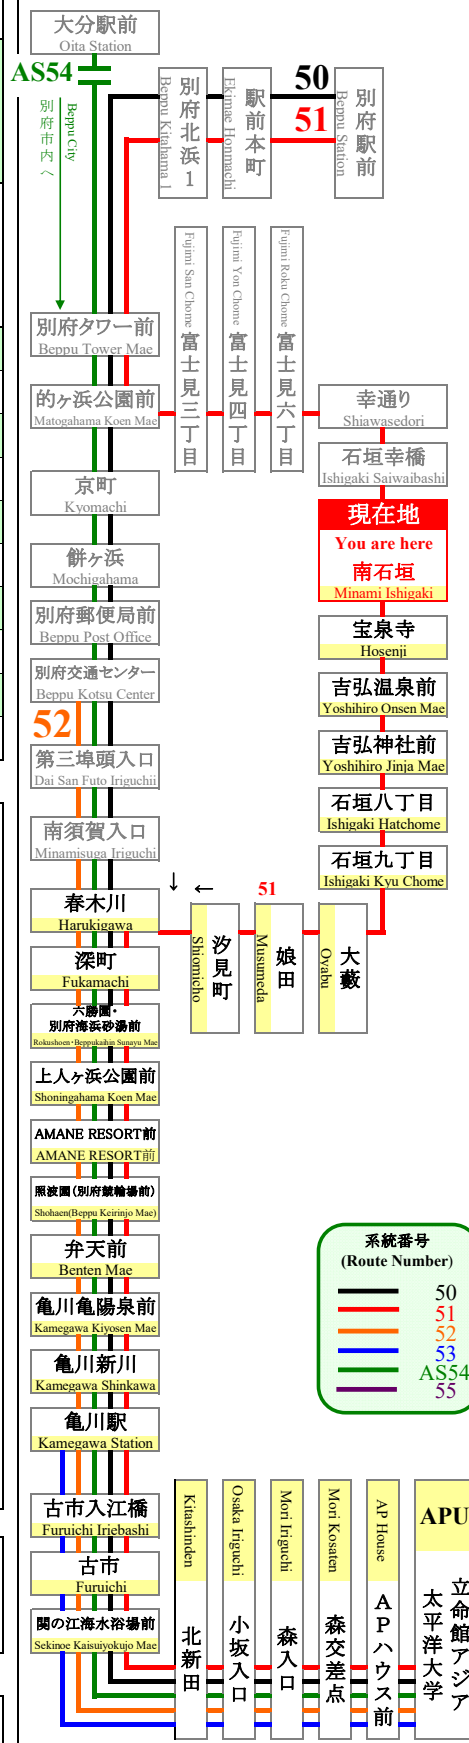 大分駅前
Oita Station
AS54
Beppu City
別府市内へ
50
51
別府北浜1
Beppu Kitahama 1
駅前本町
Ekimae Honmachi
別府駅前
Beppu Station
別府タワー前
Beppu Tower Mae
的ヶ浜公園前
Matogahama Koen Mae
Fujimi San Chome
富士見三丁目
Fujimi Yon Chome
富士見四丁目
Fujimi Roku Chome
富士見六丁目
幸通り
Shiawasedori
石垣幸橋
Ishigaki Saiwaibashi
現在地
You are here
南石垣
Minami Ishigaki
宝泉寺
Hosenji
吉弘温泉前
Yoshihiro Onsen Mae
吉弘神社前
Yoshihiro Jinja Mae
石垣八丁目
Ishigaki Hatchome
石垣九丁目
Ishigaki Kyu Chome
大藪
Oyabu
娘田
Musumeda
汐見町
Shiomicho
51
↓ ←
京町
Kyomachi
餅ヶ浜
Mochigahama
別府郵便局前
Beppu Post Office
別府交通センター
Beppu Kotsu Center
52
第三埠頭入口
Dai San Futo Iriguchii
南須賀入口
Minamisuga Iriguchi
春木川
Harukigawa
深町
Fukamachi
六勝園・
別府海浜砂湯前
Rokushoen・Beppukaihin Sunayu Mae
上人ヶ浜公園前
Shoningahama Koen Mae
AMANE RESORT前
AMANE RESORT前
照波園(別府競輪場前)
Shohaen(Beppu Keirinjo Mae)
弁天前
Benten Mae
亀川亀陽泉前
Kamegawa Kiyosen Mae
亀川新川
Kamegawa Shinkawa
亀川駅
Kamegawa Station
古市入江橋
Furuichi Iriebashi
古市
Furuichi
関の江海水浴場前
Sekinoe Kaisuiyokujo Mae
系統番号
(Route Number)
50
51
52
53
AS54
55
Kitashinden
北新田
Osaka Iriguchi
小坂入口
Mori Iriguchi
森入口
Mori Kosaten
森交差点
AP House
APハウス前
APU
立命館アジア
太平洋大学